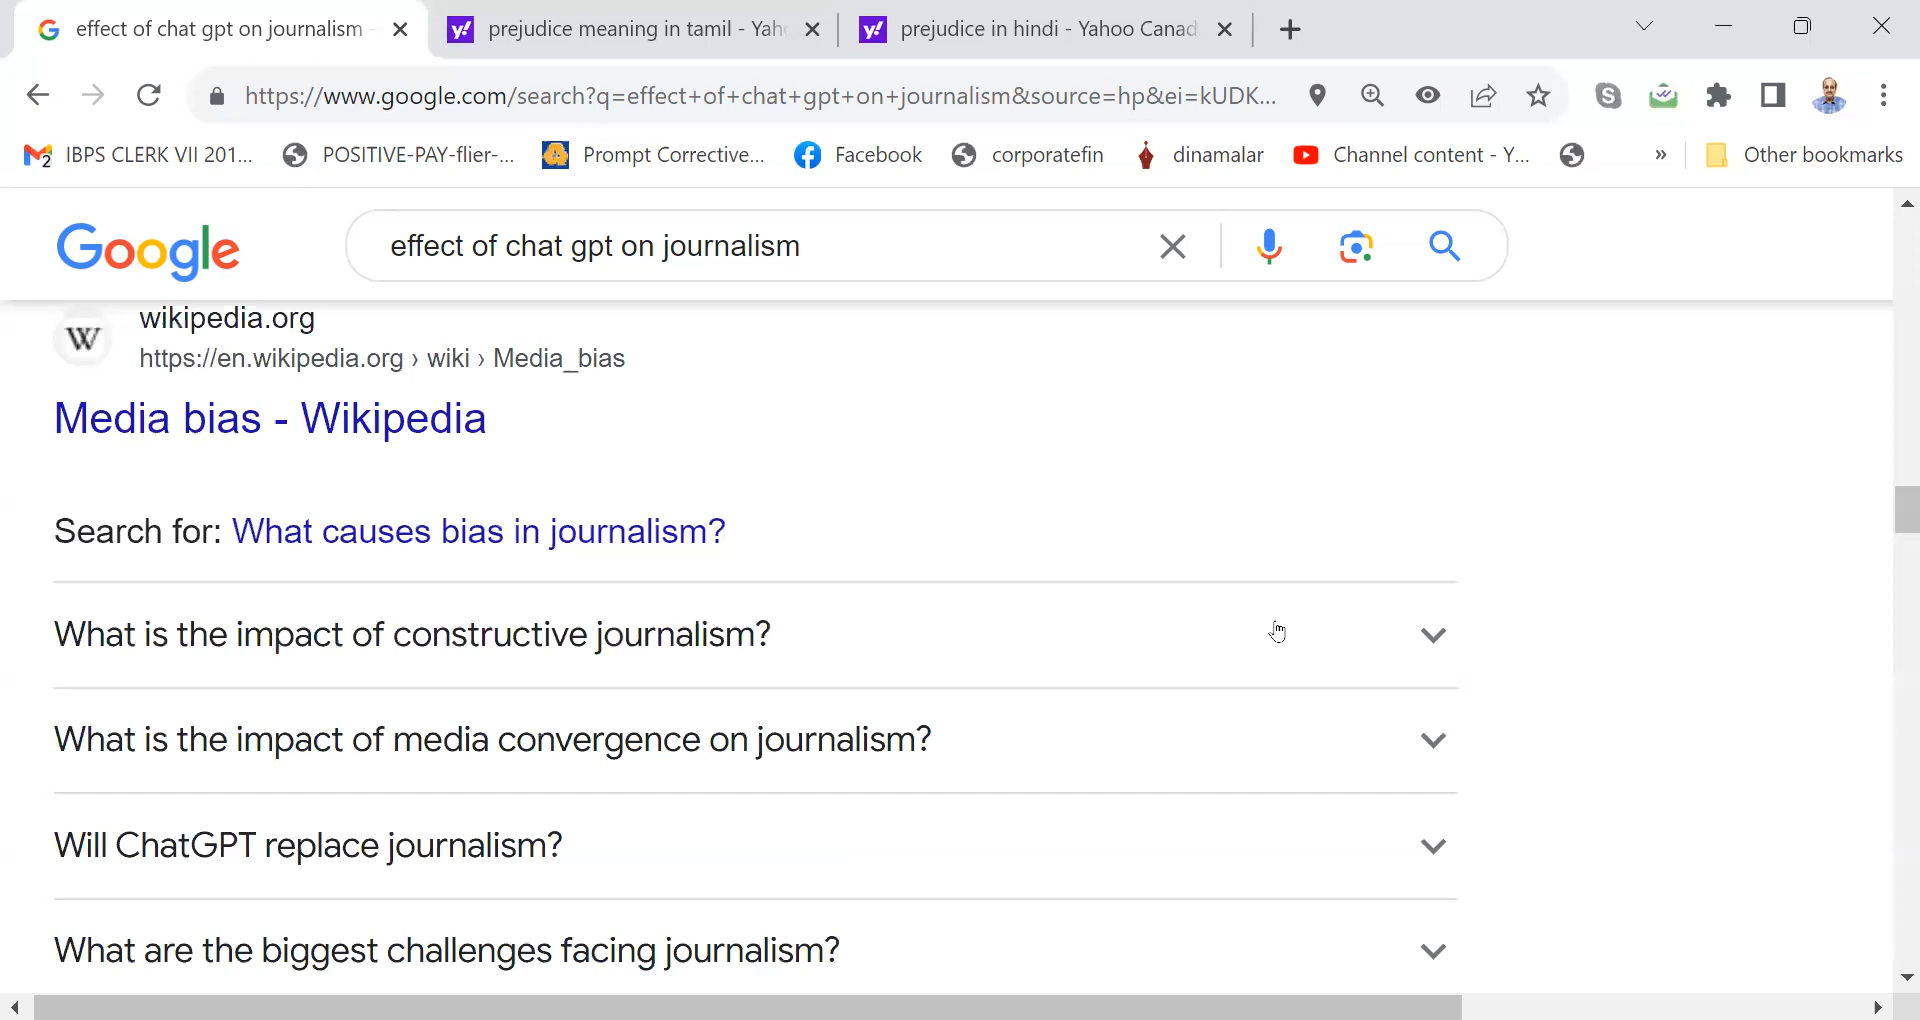 effect of chat gpt on journalism -
prejudice meaning in tamil - Yah
prejudice in hindi - Yahoo Canad
https://www.google.com/search?q=effect+of+chat+gpt+on+journalism&source=hp&ei=kUDK...
IBPS CLERK VII 201...
POSITIVE-PAY-flier-...
Prompt Corrective...
Facebook
corporatefin
dinamalar
Channel content - Y...
»
Other bookmarks
Google
effect of chat gpt on journalism
W
wikipedia.org
https://en.wikipedia.org › wiki › Media_bias
Media bias - Wikipedia
Search for: What causes bias in journalism?
What is the impact of constructive journalism?
What is the impact of media convergence on journalism?
Will ChatGPT replace journalism?
What are the biggest challenges facing journalism?